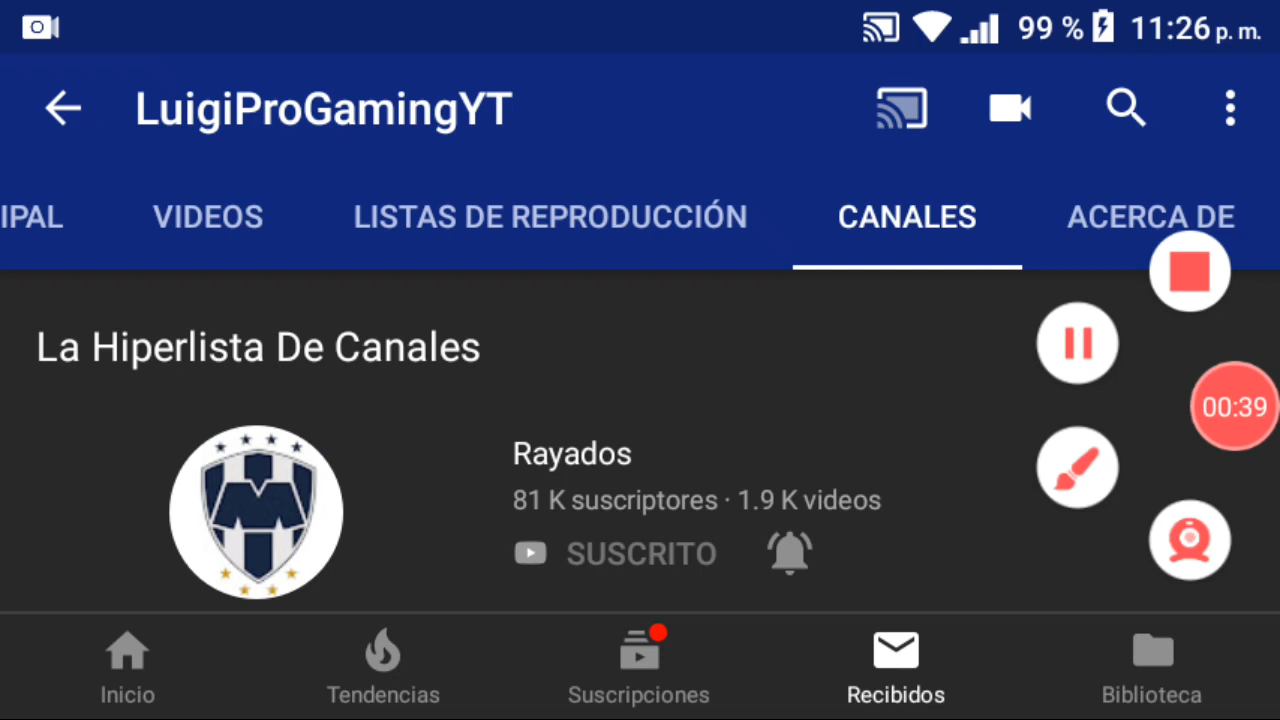 99 % 11:26 p. m.
LuigiProGamingYT
IPAL VIDEOS LISTAS DE REPRODUCCIÓN CANALES ACERCA DE
La Hiperlista De Canales
00:39
Rayados
81 K suscriptores · 1.9 K videos
SUSCRITO
Inicio Tendencias Suscripciones Recibidos Biblioteca